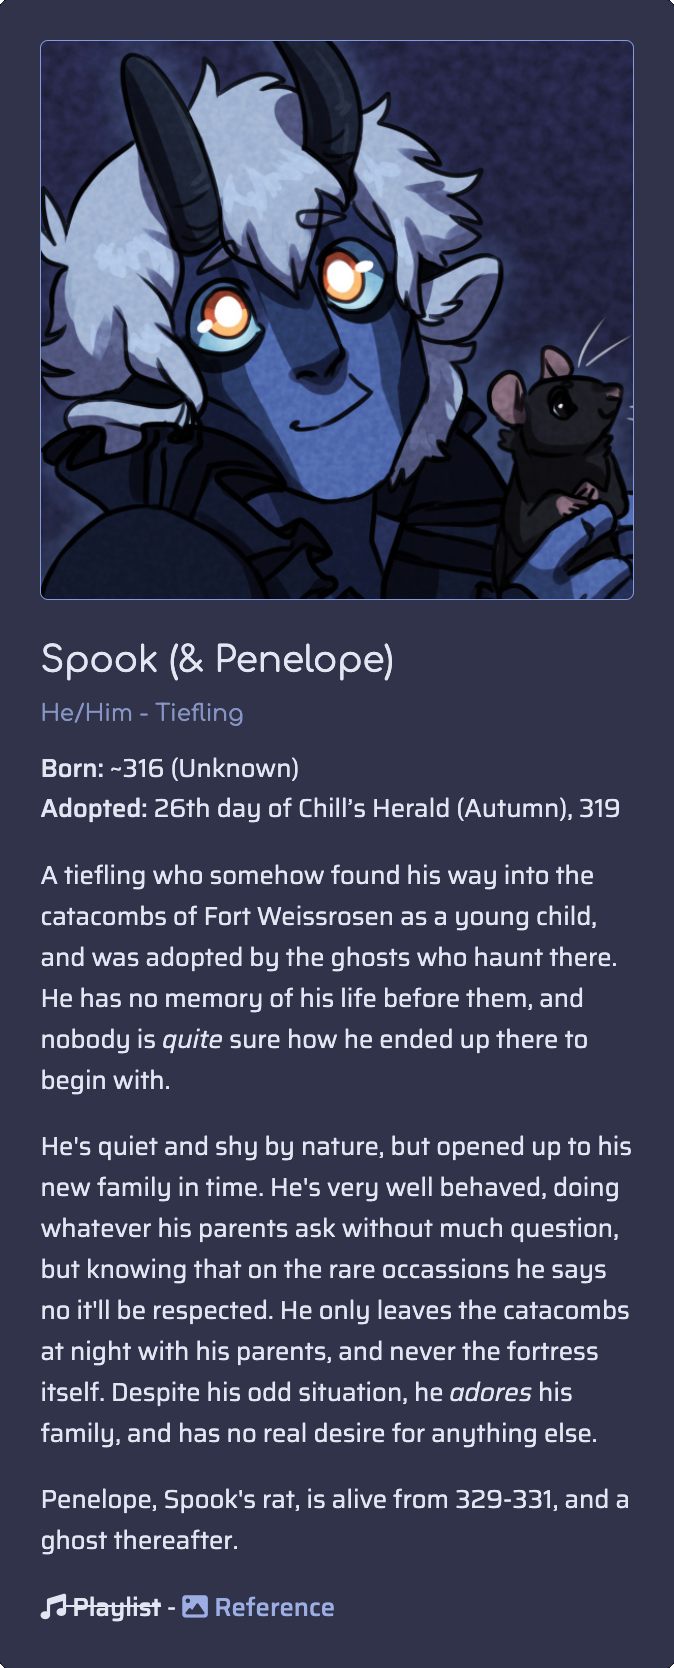 Spook (& Penelope)
He/Him - Tiefling
Born: ~316 (Unknown)
Adopted: 26th day of Chill’s Herald (Autumn), 319
A tiefling who somehow found his way into the
catacombs of Fort Weissrosen as a young child,
and was adopted by the ghosts who haunt there.
He has no memory of his life before them, and
nobody is quite sure how he ended up there to
begin with.
He's quiet and shy by nature, but opened up to his
new family in time. He's very well behaved, doing
whatever his parents ask without much question,
but knowing that on the rare occassions he says
no it'll be respected. He only leaves the catacombs
at night with his parents, and never the fortress
itself. Despite his odd situation, he adores his
family, and has no real desire for anything else.
Penelope, Spook's rat, is alive from 329-331, and a
ghost thereafter.
Playlist - Reference